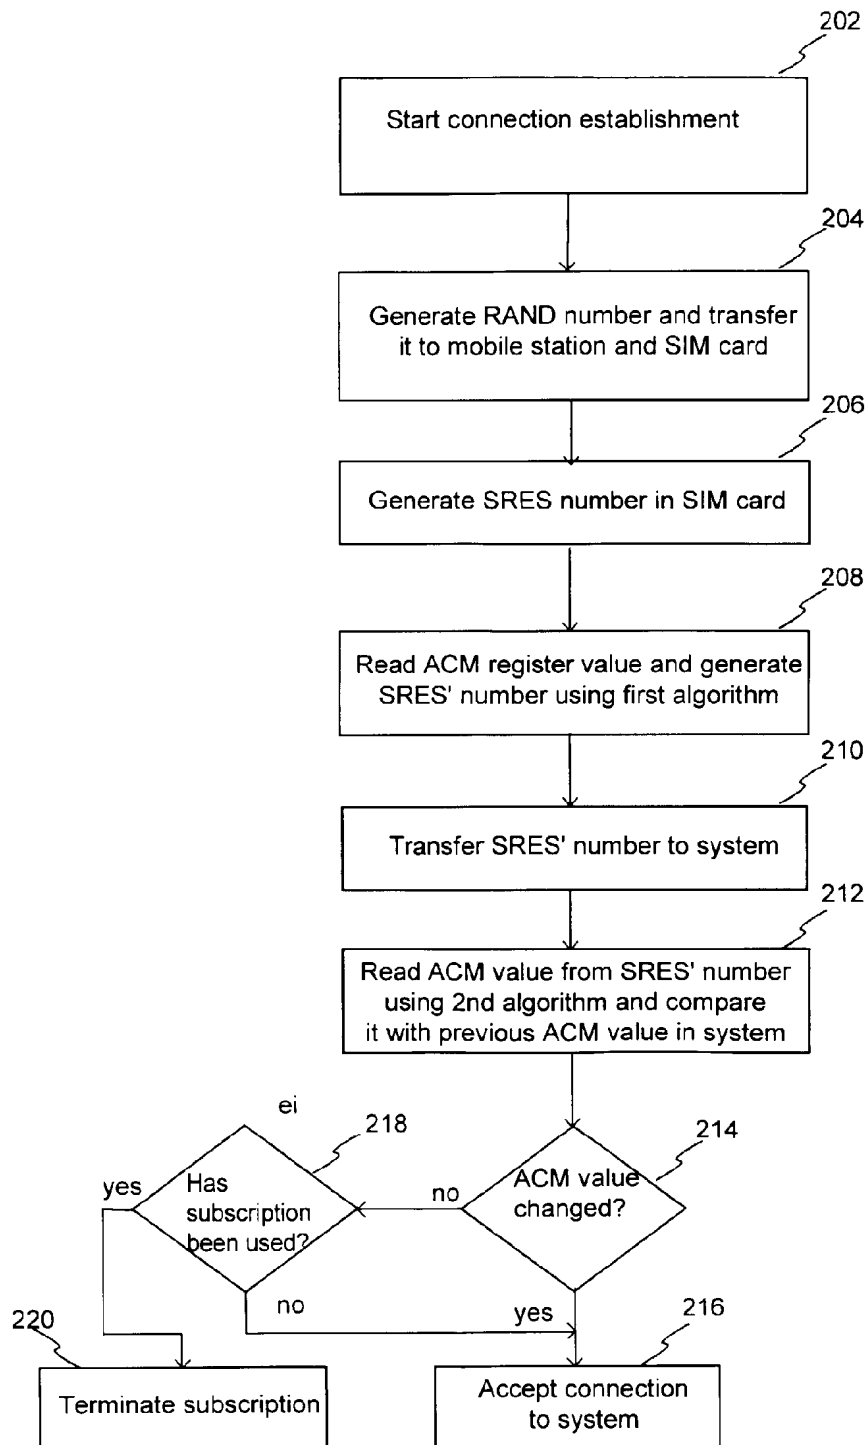 202
Start connection establishment
204
Generate RAND number and transfer
it to mobile station and SIM card
206
Generate SRES number in SIM card
208
Read ACM register value and generate
SRES' number using first algorithm
210
Transfer SRES' number to system
212
Read ACM value from SRES' number
using 2nd algorithm and compare
it with previous ACM value in system
ei
218
214
yes
Has
subscription
been used?
no
ACM value
changed?
no
yes
220
216
Terminate subscription
Accept connection
to system